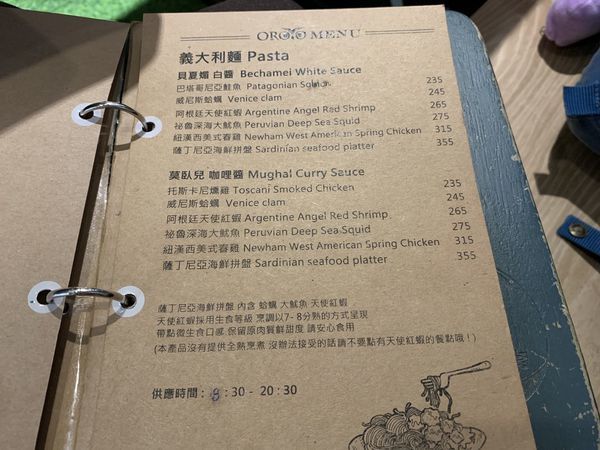 MENU
義大利麵 Pasta
貝夏媚 白醬 Bechamei White Sauce
巴塔哥尼亞鮭魚 Patagonian 235
威尼斯蛤蠣 Venice clam 245
阿根廷天使紅蝦 Argentine Angel Red Shrimp 265
祕魯深海大魷魚 Peruvian Deep Sea Squid 275
紐漢西美式春雞 Newham West American Spring Chicken 315
薩丁尼亞海鮮拼盤 Sardinian seafood platter 355
莫臥兒 咖哩醬 Mughal Curry Sauce
托斯卡尼燻雞 Toscani Smoked Chicken 235
威尼斯蛤蠣 Venice clam 245
阿根廷天使紅蝦 Argentine Angel Red Shrimp 265
祕魯深海大魷魚 Peruvian Deep Sea Squid 275
紐漢西美式春雞 Newham West American Spring Chicken 315
薩丁尼亞海鮮拼盤 Sardinian seafood platter 355
薩丁尼亞海鮮拼盤 內含 蛤蠣 大魷魚 天使紅蝦
天使紅蝦採用生食等級 烹調以7- 8分熟的方式呈現
帶點微生食口感 保留原肉質鮮甜度 請安心食用
(本產品沒有提供全熟烹煮 沒辦法接受的話請不要點有天使紅蝦的餐點哦！)
供應時間 : :30 - 20:30